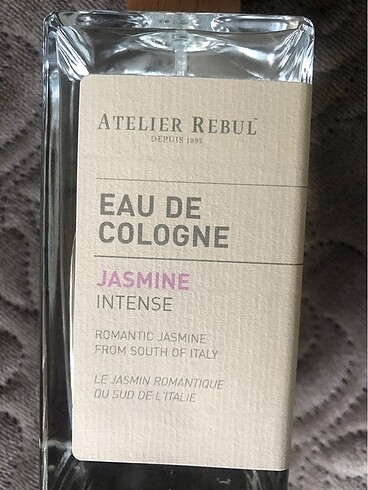 ATELIER REBUL™
DEPUIS 1895
EAU DE
COLOGNE
JASMINE
INTENSE
ROMANTIC JASMINE
FROM SOUTH OF ITALY
LE JASMIN ROMANTIQUE
DU SUD DE L'ITALIE